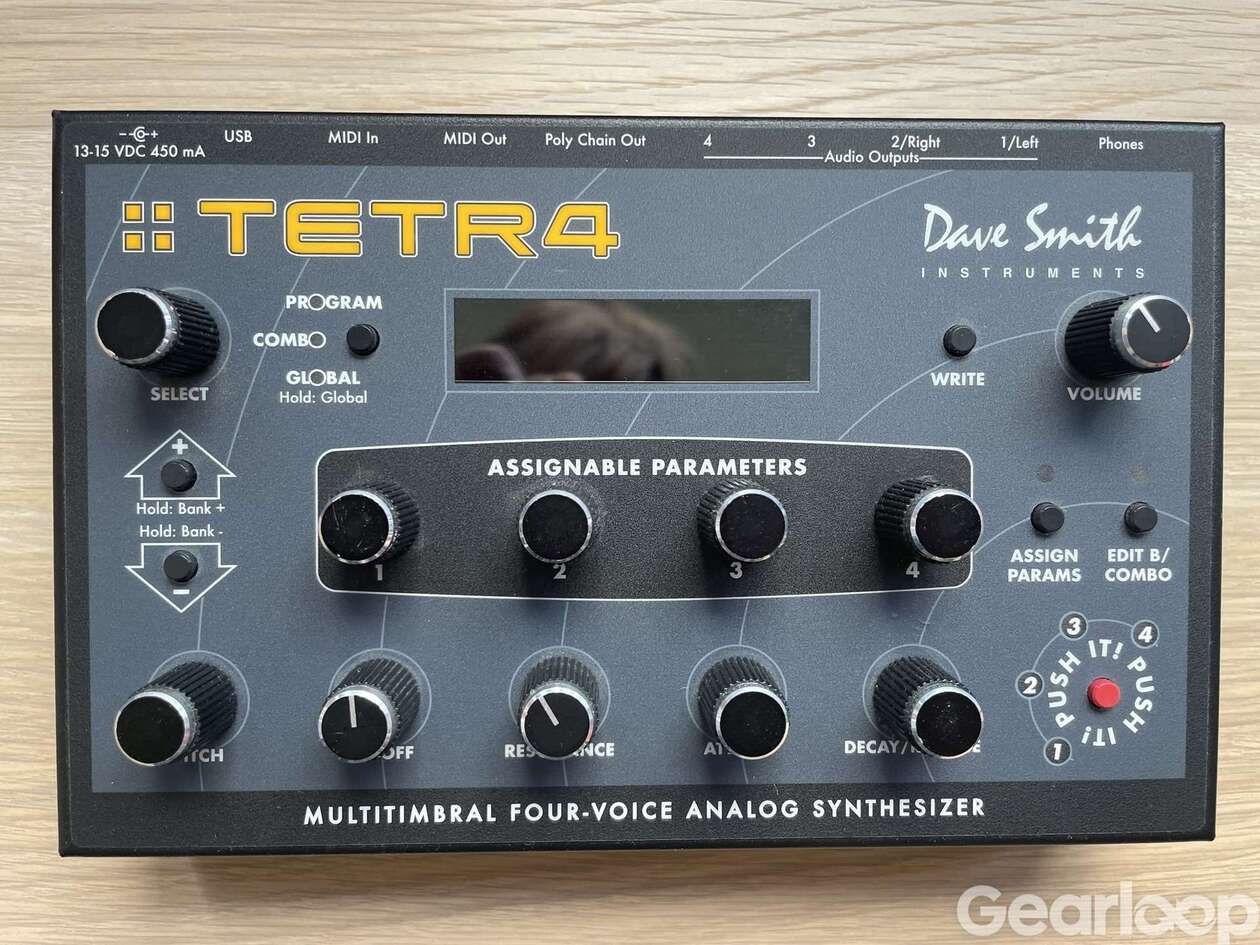 13-15 VDC 450 mA
USB
MIDI In
MIDI Out
Poly Chain Out
4
3
2/Right
1/Left
Phones
Audio Outputs
TETR4
Dave Smith
INSTRUMENTS
PROGRAM
COMBO
GLOBAL
Hold: Global
SELECT
WRITE
VOLUME
+
Hold: Bank +
Hold: Bank -
-
ASSIGNABLE PARAMETERS
1
2
3
4
ASSIGN
PARAMS
EDIT B/
COMBO
1
2
3
4
PUSH IT! PUSH IT!
MULTITIMBRAL FOUR-VOICE ANALOG SYNTHESIZER
Gearloop